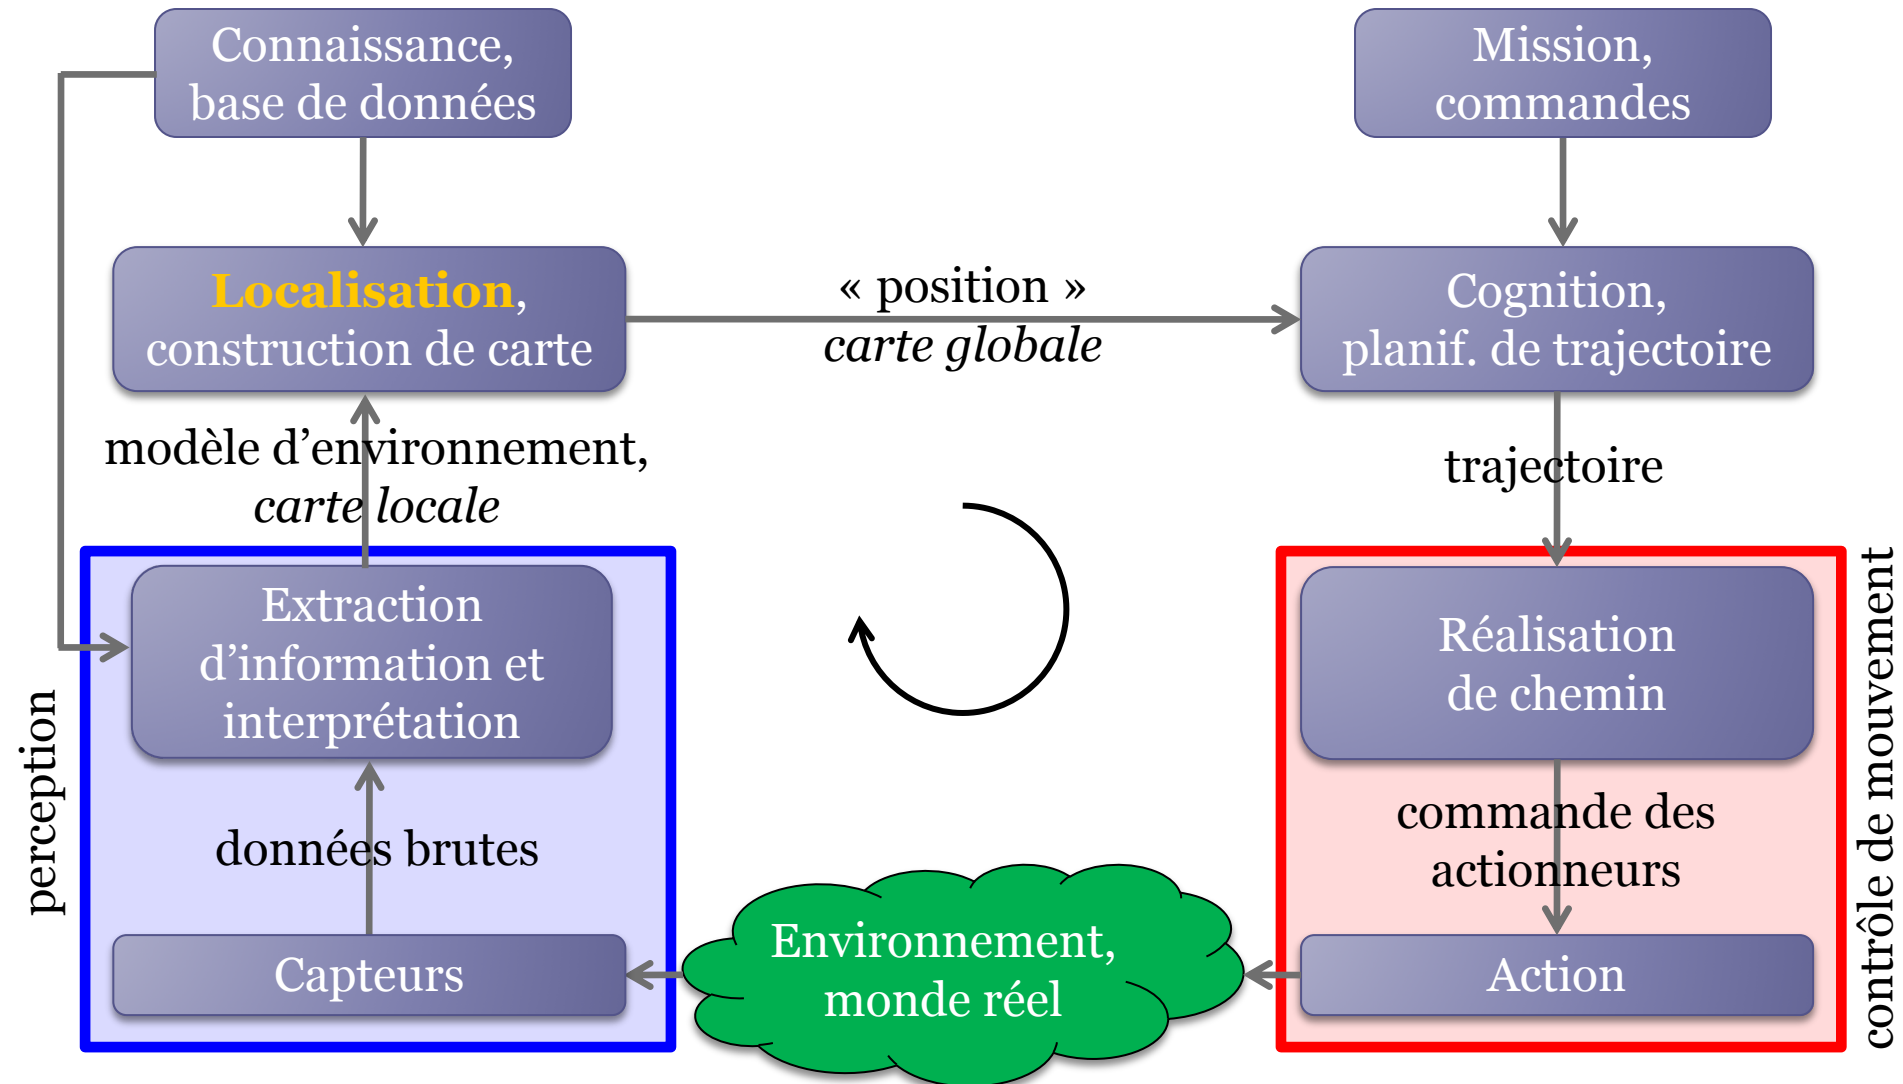 Connaissance,
base de données
Mission,
commandes
Localisation,
construction de carte
« position »
carte globale
Cognition,
planif. de trajectoire
modèle d’environnement,
carte locale
trajectoire
perception
Extraction
d’information et
interprétation
données brutes
Capteurs
Environnement,
monde réel
Réalisation
de chemin
commande des
actionneurs
Action
contrôle de mouvement